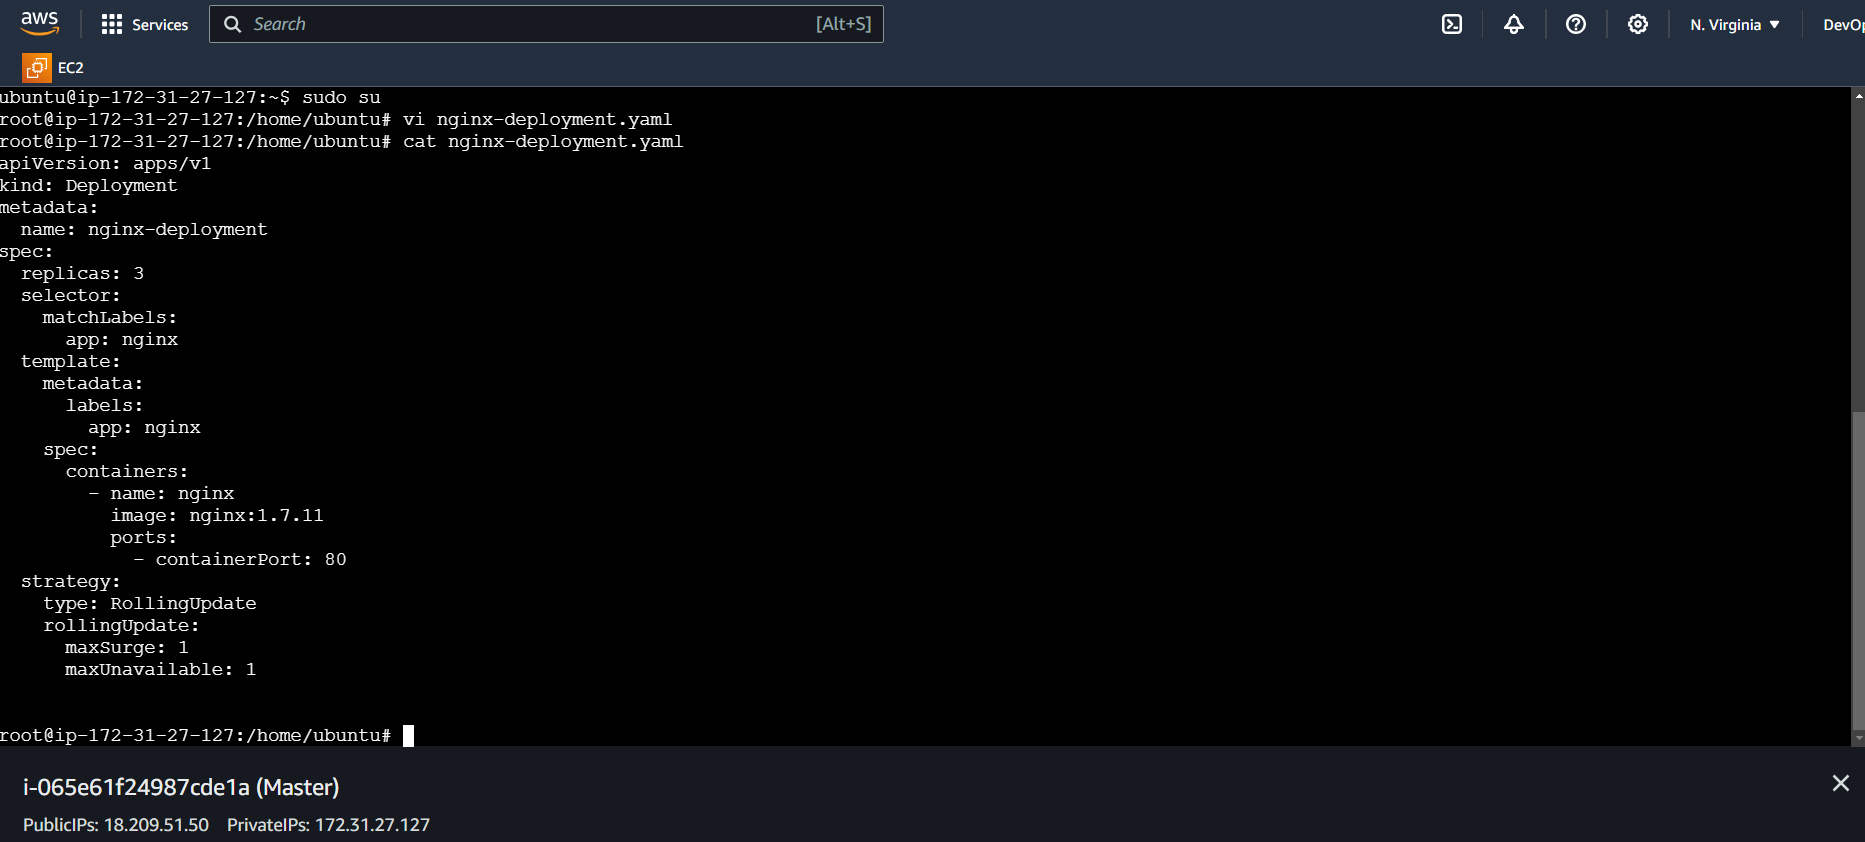 aws
Services
Search
[Alt+S]
N. Virginia
DevOp
EC2
ubuntu@ip-172-31-27-127:~$ sudo su
root@ip-172-31-27-127:/home/ubuntu# vi nginx-deployment.yaml
root@ip-172-31-27-127:/home/ubuntu# cat nginx-deployment.yaml
apiVersion: apps/v1
kind: Deployment
metadata:
  name: nginx-deployment
spec:
  replicas: 3
  selector:
    matchLabels:
      app: nginx
  template:
    metadata:
      labels:
        app: nginx
    spec:
      containers:
        - name: nginx
          image: nginx:1.7.11
          ports:
            - containerPort: 80
  strategy:
    type: RollingUpdate
    rollingUpdate:
      maxSurge: 1
      maxUnavailable: 1
root@ip-172-31-27-127:/home/ubuntu#
i-065e61f24987cde1a (Master)
PublicIPs: 18.209.51.50 PrivateIPs: 172.31.27.127